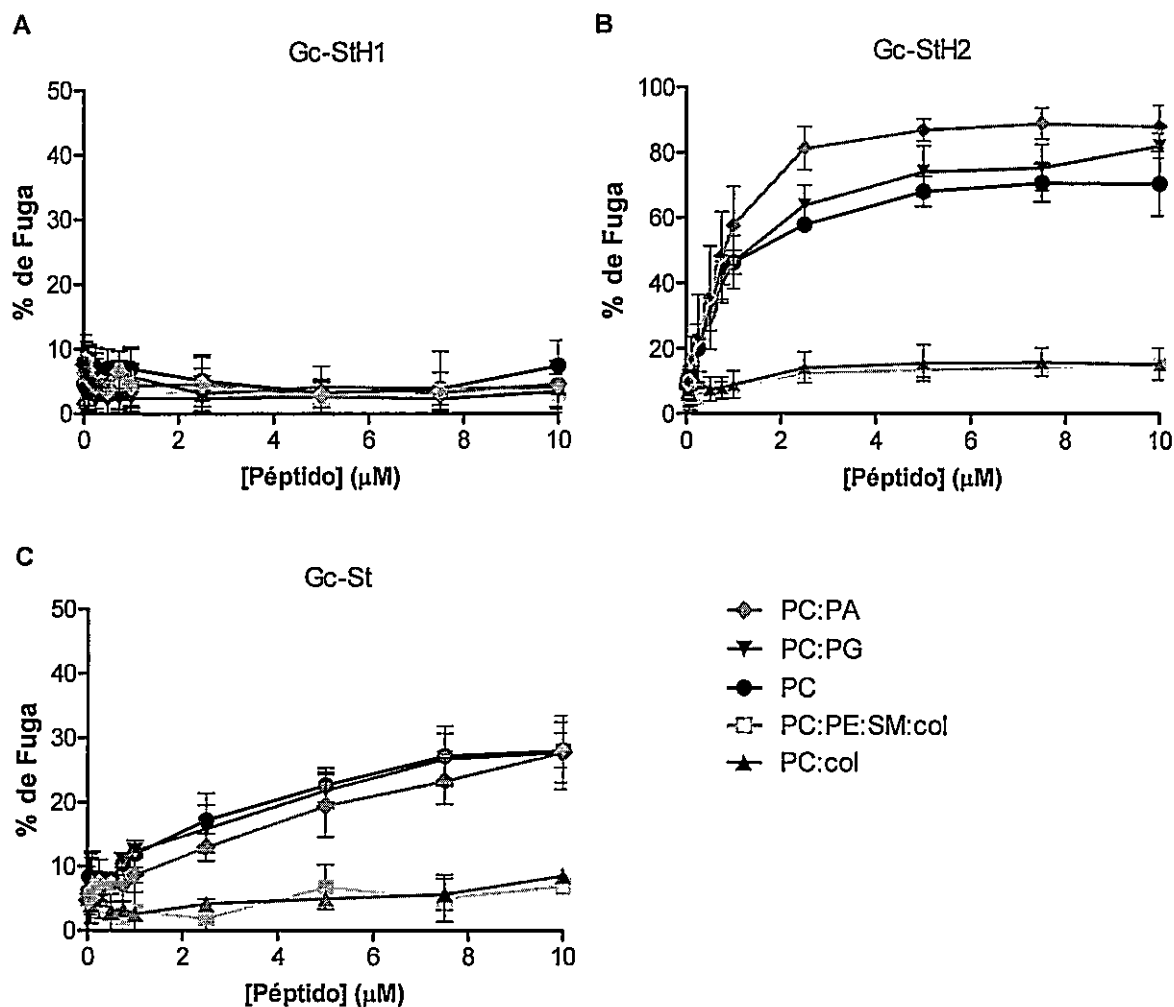 A
Gc-StH1
50
40
30
20
10
0
% de Fuga
0 2 4 6 8 10
[Péptido] (µM)
B
Gc-StH2
100
80
60
40
20
0
% de Fuga
0 2 4 6 8 10
[Péptido] (µM)
C
Gc-St
50
40
30
20
10
0
% de Fuga
0 2 4 6 8 10
[Péptido] (µM)
PC:PA
PC:PG
PC
PC:PE:SM:col
PC:col